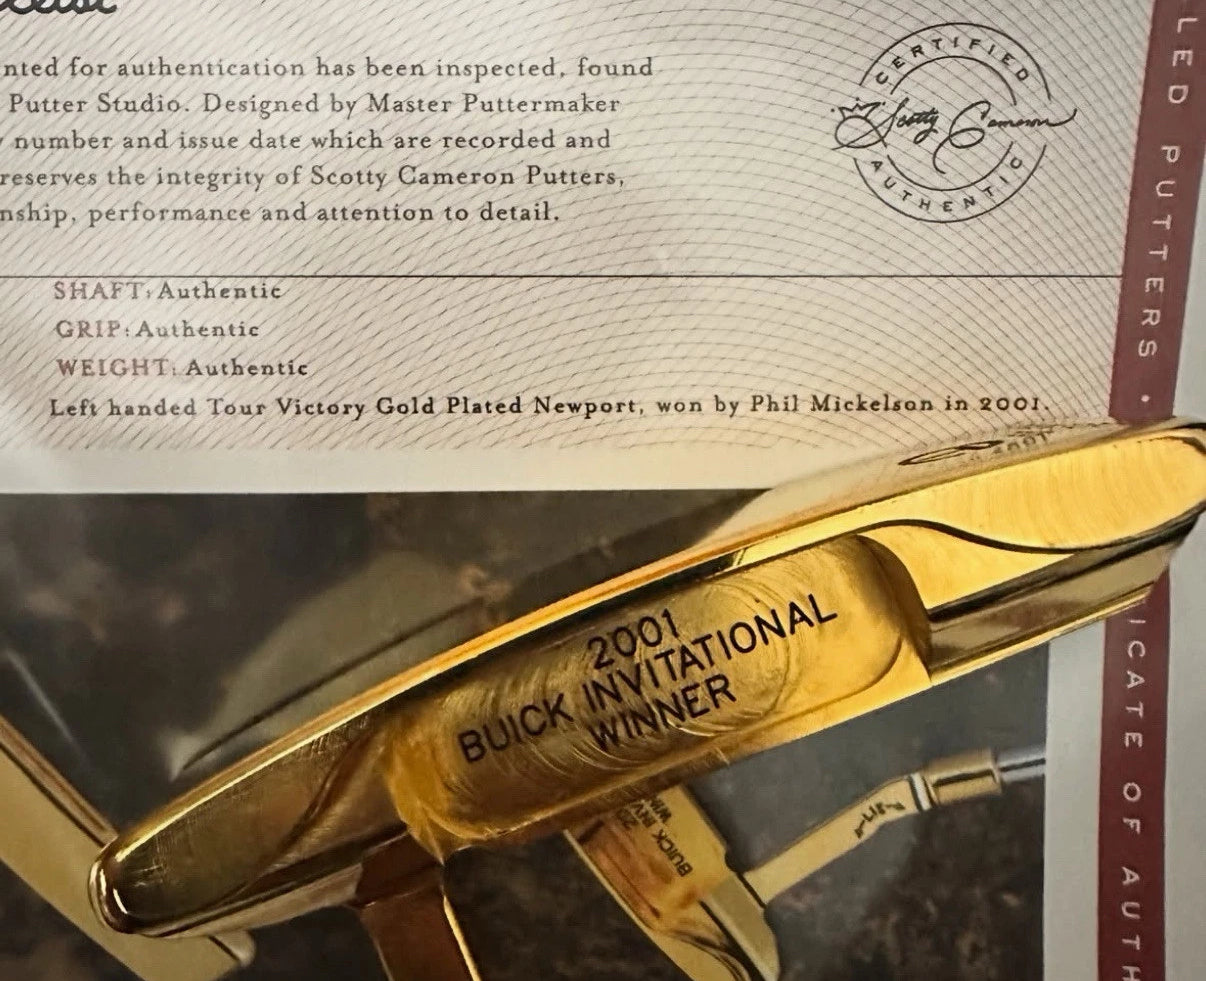 nted for authentication has been inspected, found
Putter Studio. Designed by Master Puttermaker
number and issue date which are recorded and
reserves the integrity of Scotty Cameron Putters,
nship, performance and attention to detail.
CERTIFIED
Scotty Cameron
AUTHENTIC
SHAFT: Authentic
GRIP: Authentic
WEIGHT: Authentic
Left handed Tour Victory Gold Plated Newport, won by Phil Mickelson in 2001.
LED PUTTERS •
ICATE OF AUTH
2001
BUICK INVITATIONAL
WINNER
BUICK INV
WIN